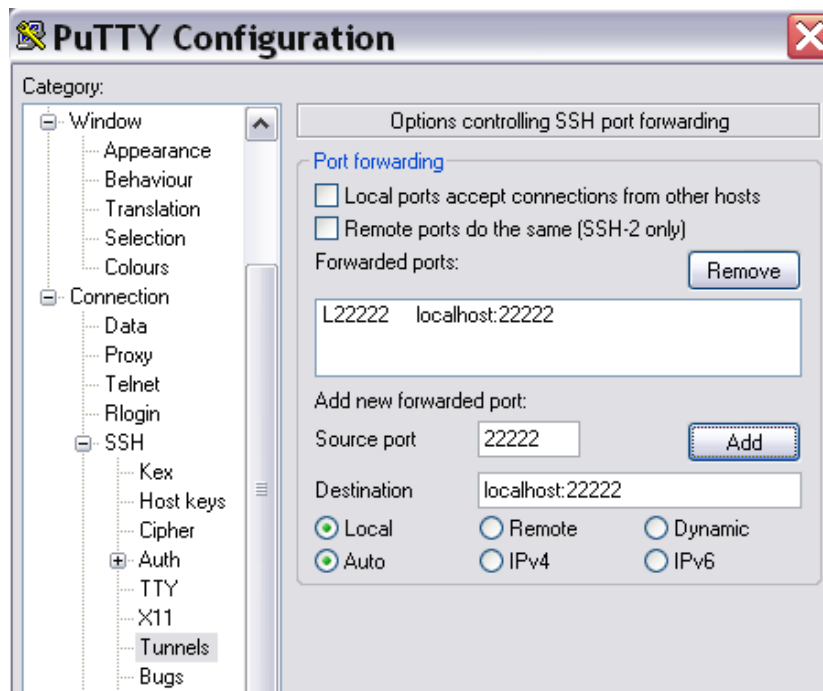 PuTTY Configuration
Category:
Window
Appearance
Behaviour
Translation
Selection
Colours
Connection
Data
Proxy
Telnet
Rlogin
SSH
Kex
Host keys
Cipher
Auth
TTY
X11
Tunnels
Bugs
Options controlling SSH port forwarding
Port forwarding
Local ports accept connections from other hosts
Remote ports do the same (SSH-2 only)
Forwarded ports:
Remove
L22222 localhost:22222
Add new forwarded port:
Source port 22222 Add
Destination localhost:22222
Local Remote Dynamic
Auto IPv4 IPv6